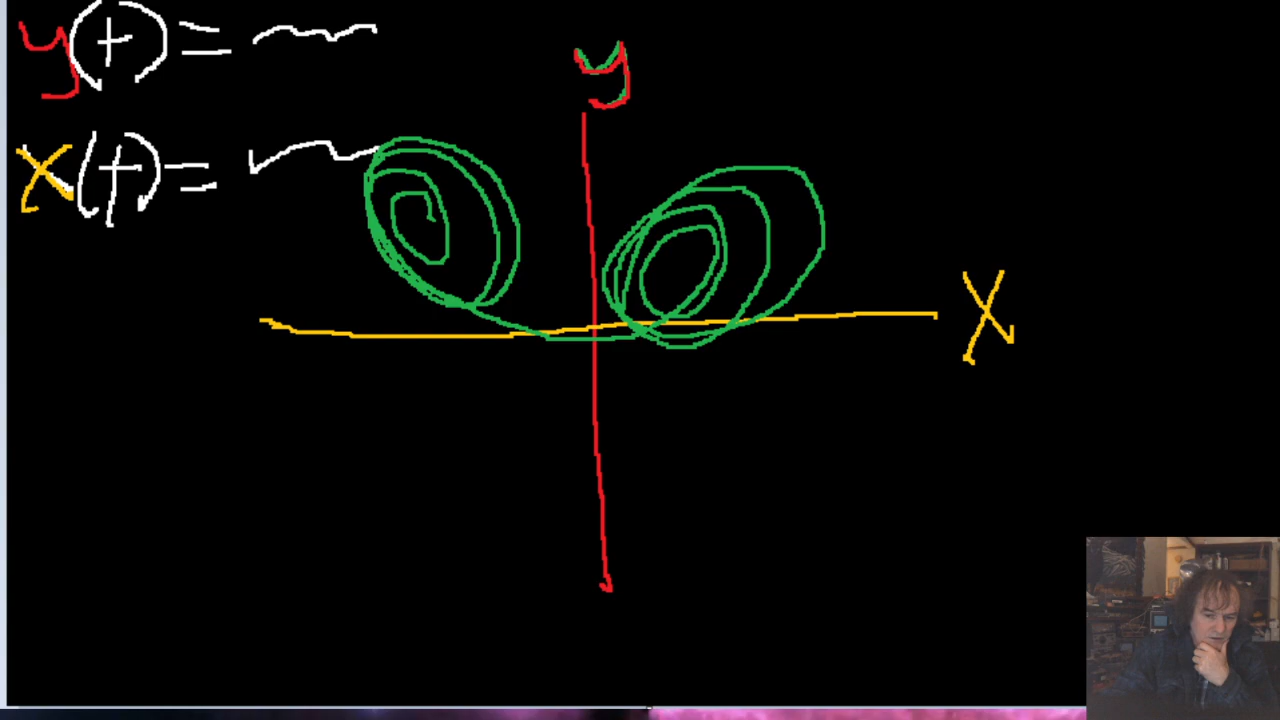 y(t) =
x(t) =
y
x